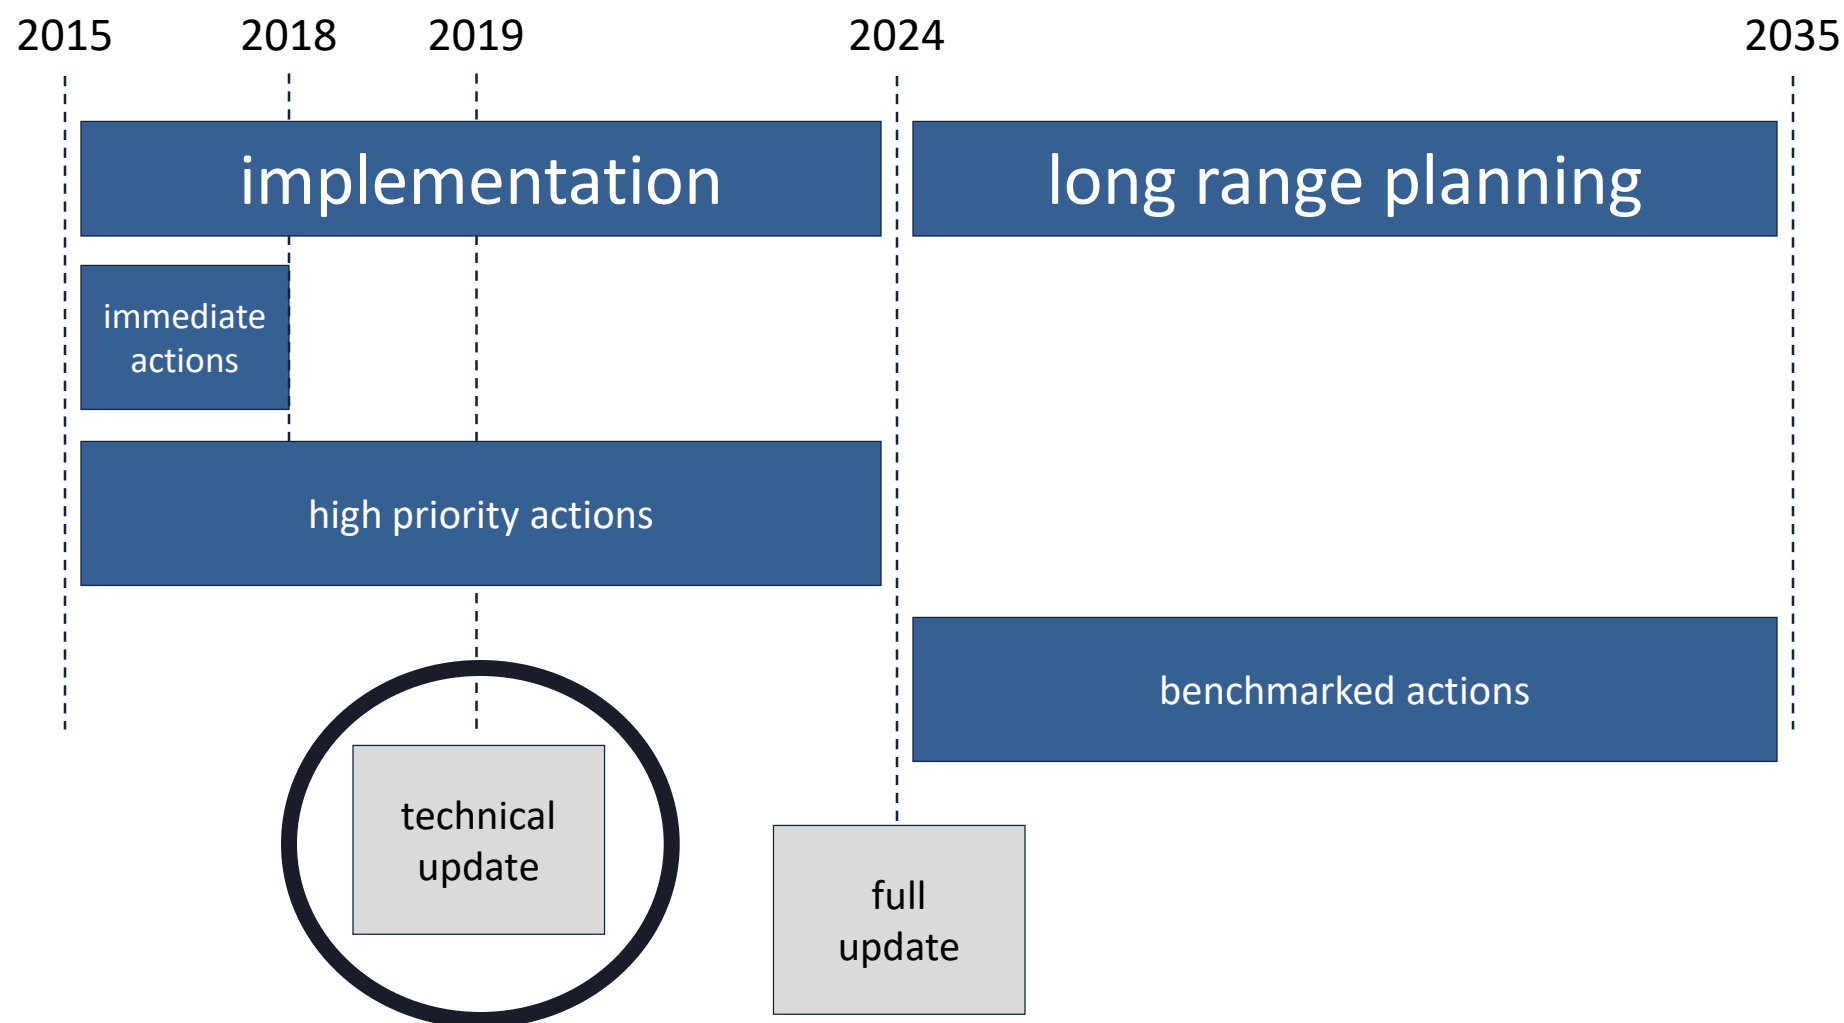 2015 2018 2019 2024 2035
implementation
long range planning
immediate
actions
high priority actions
benchmarked actions
technical
update
full
update